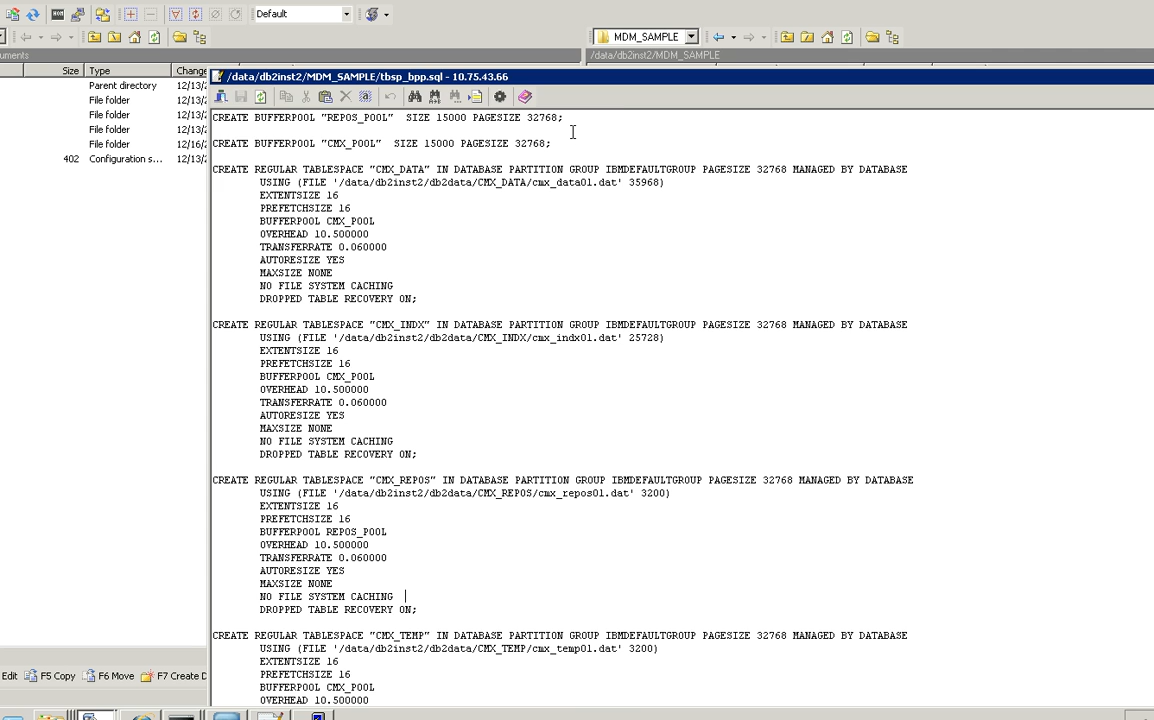 Default
MDM_SAMPLE
uments
/data/db2inst2/MDM_SAMPLE
Size Type Change
Parent directory 12/13/2
File folder 12/13/2
File folder 12/13/2
File folder 12/13/2
File folder 12/16/2
402 Configuration s... 12/13/2
/data/db2inst2/MDM_SAMPLE/tbsp_bpp.sql - 10.75.43.66
CREATE BUFFERPOOL "REPOS_POOL" SIZE 15000 PAGESIZE 32768;
CREATE BUFFERPOOL "CMX_POOL" SIZE 15000 PAGESIZE 32768;
CREATE REGULAR TABLESPACE "CMX_DATA" IN DATABASE PARTITION GROUP IBMDEFAULTGROUP PAGESIZE 32768 MANAGED BY DATABASE
USING (FILE '/data/db2inst2/db2data/CMX_DATA/cmx_data01.dat' 35968)
EXTENTSIZE 16
PREFETCHSIZE 16
BUFFERPOOL CMX_POOL
OVERHEAD 10.500000
TRANSFERRATE 0.060000
AUTORESIZE YES
MAXSIZE NONE
NO FILE SYSTEM CACHING
DROPPED TABLE RECOVERY ON;
CREATE REGULAR TABLESPACE "CMX_INDX" IN DATABASE PARTITION GROUP IBMDEFAULTGROUP PAGESIZE 32768 MANAGED BY DATABASE
USING (FILE '/data/db2inst2/db2data/CMX_INDX/cmx_indx01.dat' 25728)
EXTENTSIZE 16
PREFETCHSIZE 16
BUFFERPOOL CMX_POOL
OVERHEAD 10.500000
TRANSFERRATE 0.060000
AUTORESIZE YES
MAXSIZE NONE
NO FILE SYSTEM CACHING
DROPPED TABLE RECOVERY ON;
CREATE REGULAR TABLESPACE "CMX_REPOS" IN DATABASE PARTITION GROUP IBMDEFAULTGROUP PAGESIZE 32768 MANAGED BY DATABASE
USING (FILE '/data/db2inst2/db2data/CMX_REPOS/cmx_repos01.dat' 3200)
EXTENTSIZE 16
PREFETCHSIZE 16
BUFFERPOOL REPOS_POOL
OVERHEAD 10.500000
TRANSFERRATE 0.060000
AUTORESIZE YES
MAXSIZE NONE
NO FILE SYSTEM CACHING
DROPPED TABLE RECOVERY ON;
CREATE REGULAR TABLESPACE "CMX_TEMP" IN DATABASE PARTITION GROUP IBMDEFAULTGROUP PAGESIZE 32768 MANAGED BY DATABASE
USING (FILE '/data/db2inst2/db2data/CMX_TEMP/cmx_temp01.dat' 3200)
EXTENTSIZE 16
PREFETCHSIZE 16
BUFFERPOOL CMX_POOL
OVERHEAD 10.500000
Edit F5 Copy F6 Move F7 Create D